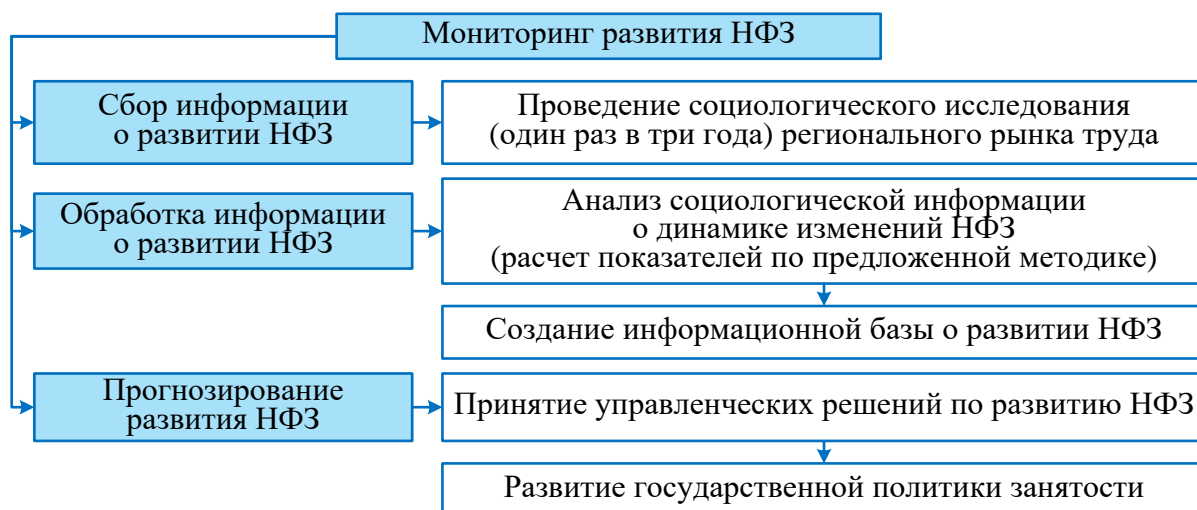 Мониторинг развития НФЗ
Сбор информации
о развитии НФЗ
Проведение социологического исследования
(один раз в три года) регионального рынка труда
Обработка информации
о развитии НФЗ
Анализ социологической информации
о динамике изменений НФЗ
(расчет показателей по предложенной методике)
Создание информационной базы о развитии НФЗ
Прогнозирование
развития НФЗ
Принятие управленческих решений по развитию НФЗ
Развитие государственной политики занятости